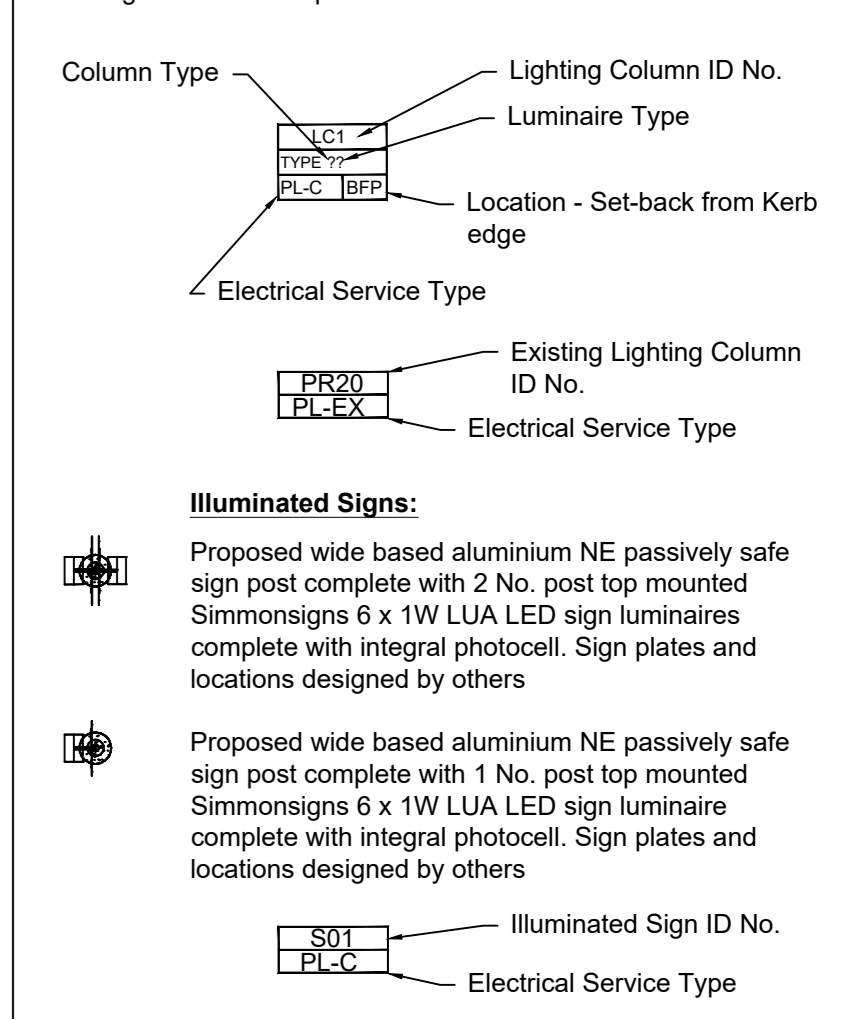 Column Type
Lighting Column ID No.
Luminaire Type
LC1
TYPE ??
PL-C BFP
Location - Set-back from Kerb
edge
Electrical Service Type
Existing Lighting Column
ID No.
PR20
PL-EX
Electrical Service Type
Illuminated Signs:
Proposed wide based aluminium NE passively safe
sign post complete with 2 No. post top mounted
Simmonsigns 6 x 1W LUA LED sign luminaires
complete with integral photocell. Sign plates and
locations designed by others
Proposed wide based aluminium NE passively safe
sign post complete with 1 No. post top mounted
Simmonsigns 6 x 1W LUA LED sign luminaire
complete with integral photocell. Sign plates and
locations designed by others
Illuminated Sign ID No.
S01
PL-C
Electrical Service Type